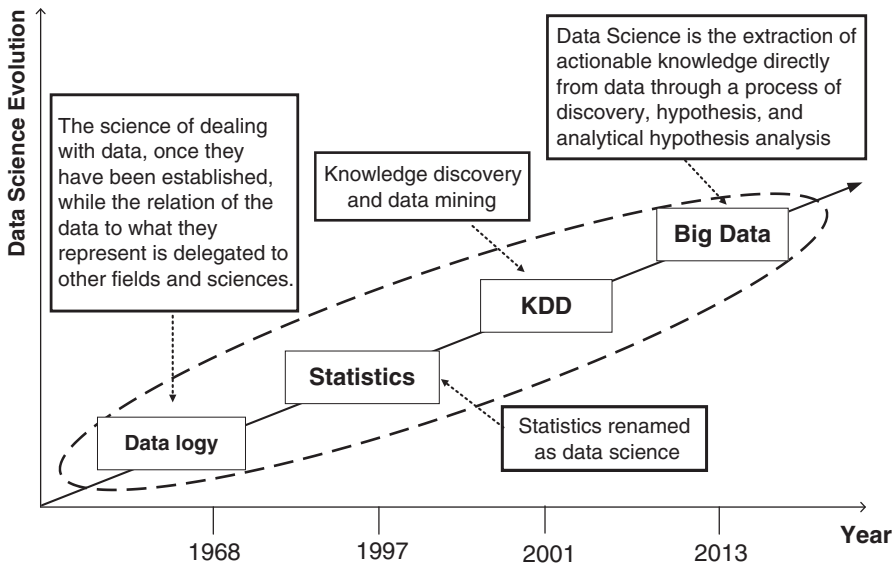 Data Science Evolution
The science of dealing
with data, once they
have been established,
while the relation of the
data to what they
represent is delegated to
other fields and sciences.
Knowledge discovery
and data mining
Data Science is the extraction of
actionable knowledge directly
from data through a process of
discovery, hypothesis, and
analytical hypothesis analysis
Big Data
KDD
Statistics
Data logy
Statistics renamed
as data science
1968
1997
2001
2013
Year